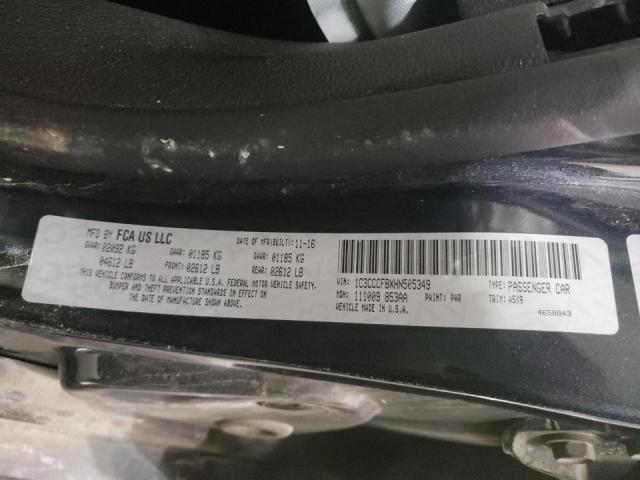 MFD BY FCA US LLC DATE OF MFR(BUILT): 11-16
GVWR: 02092 KG GAWR: 01185 KG GAWR: 01185 KG
04612 LB FRONT: 02612 LB REAR: 02612 LB
THIS VEHICLE CONFORMS TO ALL APPLICABLE U.S. FEDERAL MOTOR VEHICLE SAFETY,
BUMPER AND THEFT PREVENTION STANDARDS IN EFFECT ON
THE DATE OF MANUFACTURE SHOWN ABOVE.
VIN: 1C3CCCFBXHN505349 TYPE: PASSENGER CAR
MDH: 111009 853AA PAINT: PAR TRIM: A5X9
VEHICLE MADE IN U.S.A. 4658843